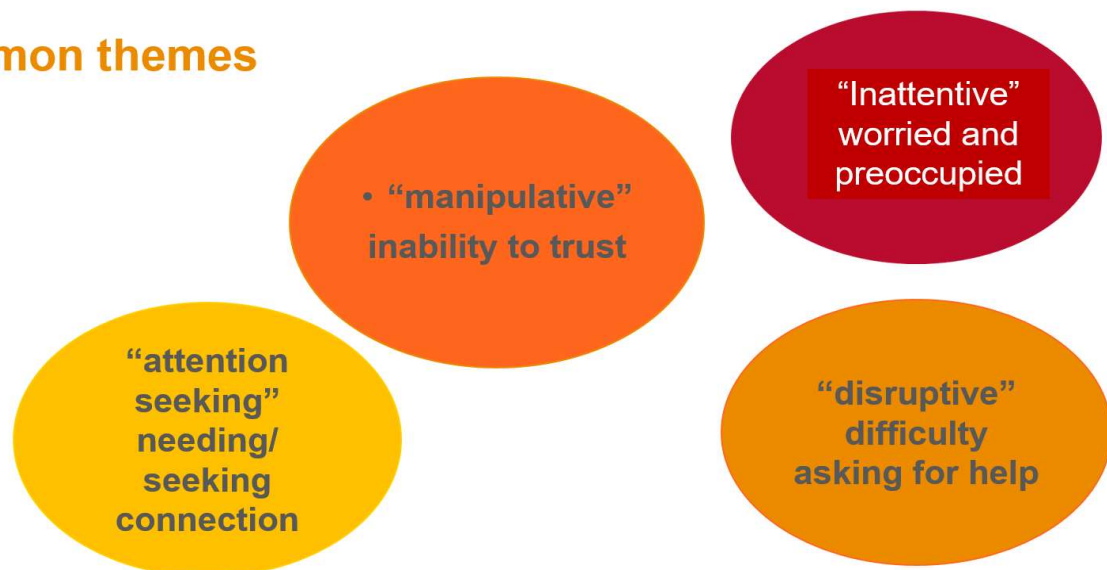 mon themes
“Inattentive”
worried and
preoccupied
• “manipulative”
inability to trust
“attention
seeking”
needing/
seeking
connection
“disruptive”
difficulty
asking for help